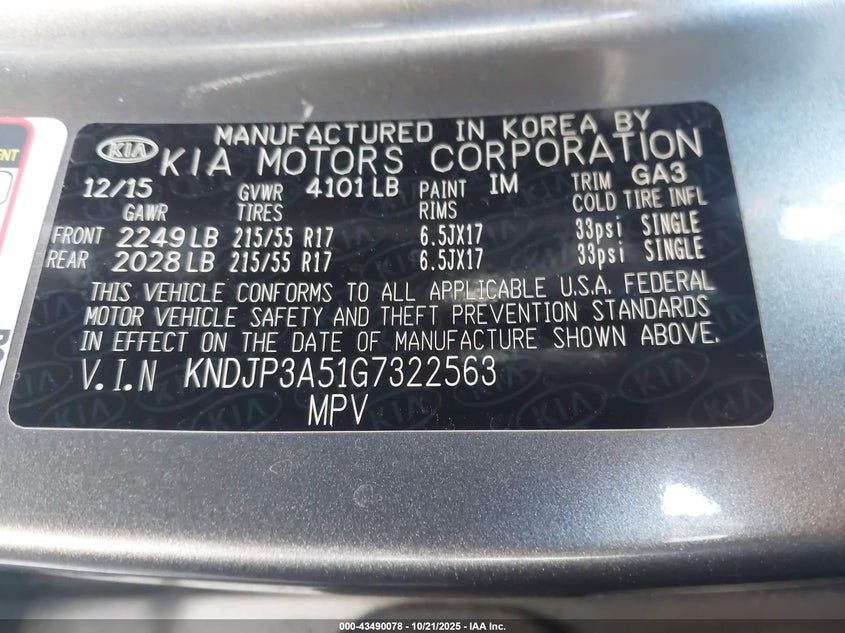 MANUFACTURED IN KOREA BY
KIA KIA MOTORS CORPORATION
12/15 GVWR 4101 LB PAINT IM TRIM GA3
GAWR TIRES RIMS COLD TIRE INFL
FRONT 2249 LB 215/55 R17 6.5JX17 33psi SINGLE
REAR 2028 LB 215/55 R17 6.5JX17 33psi SINGLE
THIS VEHICLE CONFORMS TO ALL APPLICABLE U.S.A. FEDERAL
MOTOR VEHICLE SAFETY AND THEFT PREVENTION STANDARDS
IN EFFECT ON THE DATE OF MANUFACTURE SHOWN ABOVE.
V.I.N KNDJP3A51G7322563
MPV
000-43490078 - 10/21/2025 - IAA Inc.